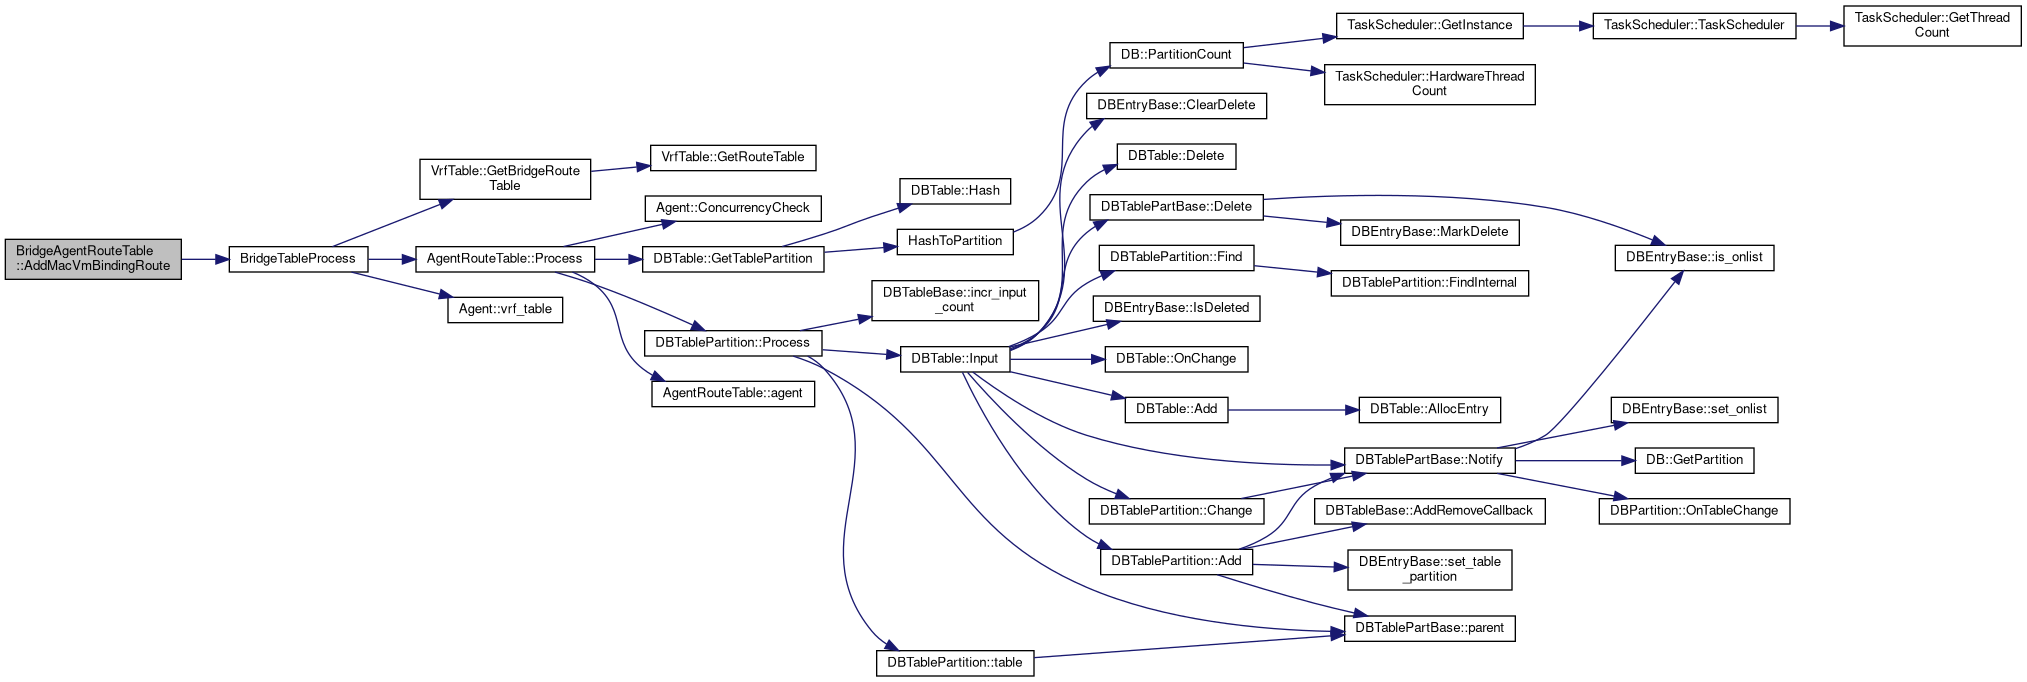 BridgeAgentRouteTable
::AddMacVmBindingRoute
BridgeTableProcess
VrfTable::GetBridgeRoute
Table
AgentRouteTable::Process
Agent::vrf_table
VrfTable::GetRouteTable
Agent::ConcurrencyCheck
DBTable::GetTablePartition
DBTablePartition::Process
AgentRouteTable::agent
DBTable::Hash
HashToPartition
DBTableBase::incr_input
_count
DBTable::Input
DBTablePartition::table
DB::PartitionCount
DBEntryBase::ClearDelete
DBTable::Delete
DBTablePartBase::Delete
DBTablePartition::Find
DBEntryBase::IsDeleted
DBTable::OnChange
DBTable::Add
DBTablePartition::Change
DBTablePartition::Add
TaskScheduler::GetInstance
TaskScheduler::HardwareThread
Count
DBEntryBase::MarkDelete
DBTablePartition::FindInternal
DBTable::AllocEntry
DBTablePartBase::Notify
DBTableBase::AddRemoveCallback
DBEntryBase::set_table
_partition
DBTablePartBase::parent
TaskScheduler::TaskScheduler
DBEntryBase::is_onlist
DBEntryBase::set_onlist
DB::GetPartition
DBPartition::OnTableChange
TaskScheduler::GetThread
Count